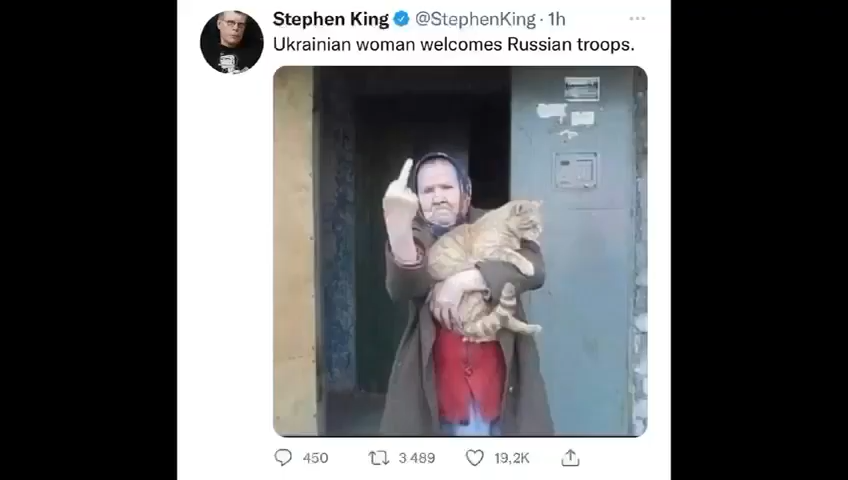 Stephen King @StephenKing · 1h
Ukrainian woman welcomes Russian troops.
450 3 489 19,2K